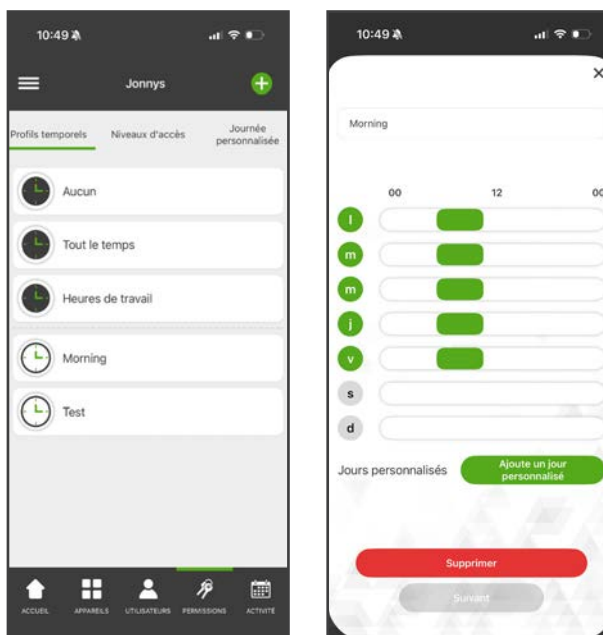 10:49
Jonnys
Profils temporels
Niveaux d'accès
Journée
personnalisée
Aucun
Tout le temps
Heures de travail
Morning
Test
ACCUEIL
APPAREILS
UTILISATEURS
PERMISSIONS
ACTIVITÉ
10:49
Morning
00 12 00
l
m
m
j
v
s
d
Jours personnalisés
Ajoute un jour
personnalisé
Supprimer
Suivant